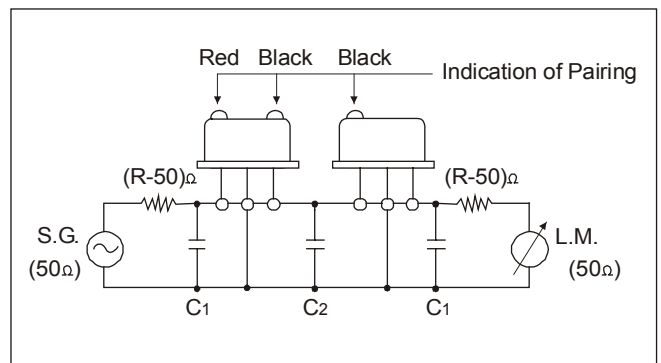 Red Black Black
Indication of Pairing
(R-50)Ω (R-50)Ω
S.G. L.M.
(50Ω) (50Ω)
C1 C2 C1